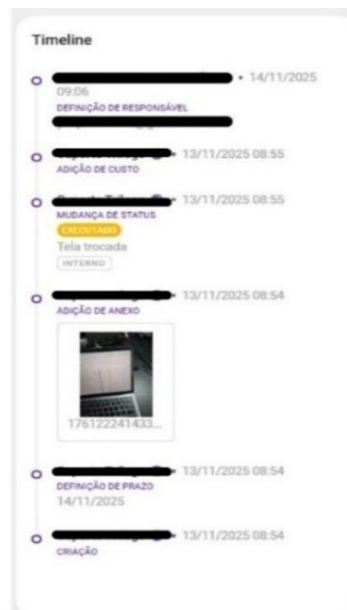 Timeline
• 14/11/2025
09:06
DEFINIÇÃO DE RESPONSÁVEL
• 13/11/2025 08:55
ADIÇÃO DE CUSTO
• 13/11/2025 08:55
MUDANÇA DE STATUS
EXECUTADO
Tela trocada
INTERNO
• 13/11/2025 08:54
ADIÇÃO DE ANEXO
176122241433...
• 13/11/2025 08:54
DEFINIÇÃO DE PRAZO
14/11/2025
• 13/11/2025 08:54
CRIAÇÃO